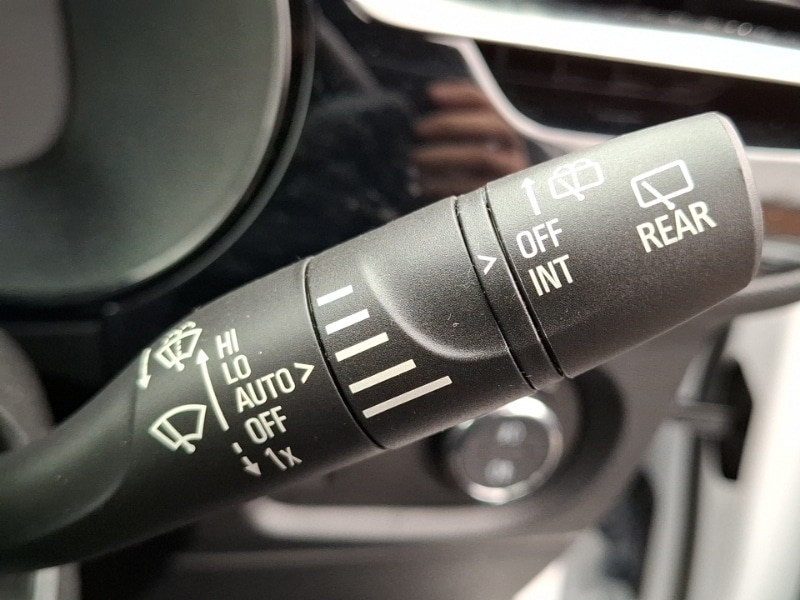 HI
LO
AUTO >
OFF
1x
> OFF
INT
REAR